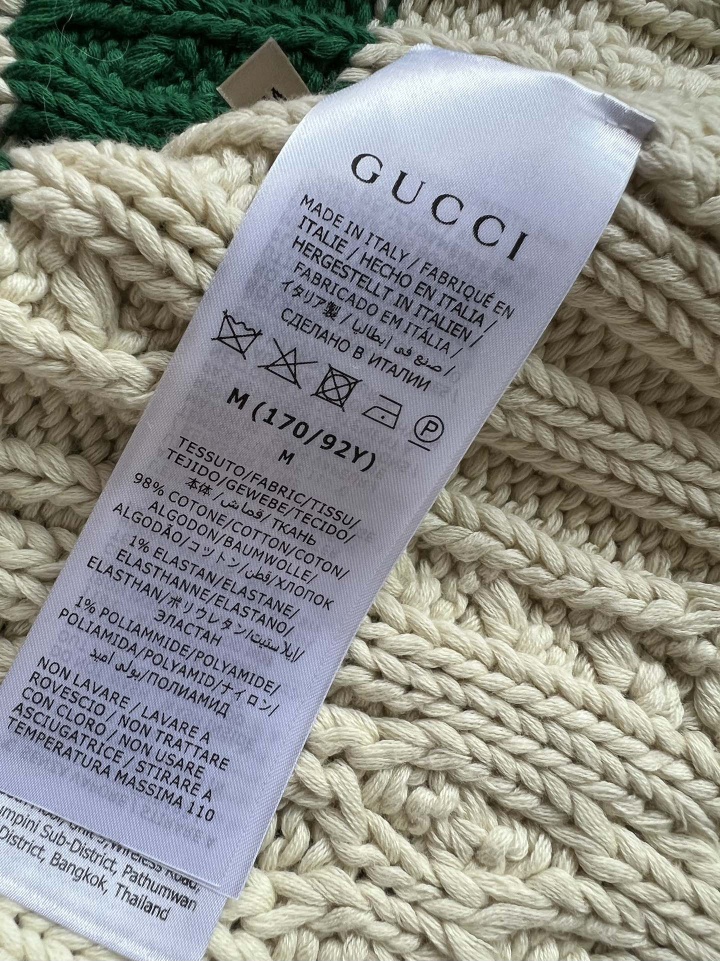 GUCCI
MADE IN ITALY / FABRIQUÉ EN
ITALIE / HECHO EN ITALIA /
HERGESTELLT IN ITALIEN /
FABRICADO EM ITÁLIA /
イタリア製 / صنع في ايطاليا /
СДЕЛАНО В ИТАЛИИ
P
M (170/92Y)
M
TESSUTO/FABRIC/TISSU/
TEJIDO/GEWEBE/TECIDO/
本体/قماش/ТКАНЬ
98% COTONE/COTTON/COTON/
ALGODON/BAUMWOLLE/
ALGODÃO/コットン/قطن/ХЛОПОК
1% ELASTAN/ELASTANE/
ELASTHANNE/ELASTANO/
ELASTHAN/ポリウレタン/إيلاستيت/
ЭЛАСТАН
1% POLIAMMIDE/POLYAMIDE/
POLIAMIDA/POLYAMID/ナイロン/
بولي اميد/ПОЛИАМИД
NON LAVARE / LAVARE A
ROVESCIO / NON TRATTARE
CON CLORO / NON USARE
ASCIUGATRICE / STIRARE A
TEMPERATURA MASSIMA 110
Wireless Road,
mpini Sub-District, Pathumwan
District, Bangkok, Thailand